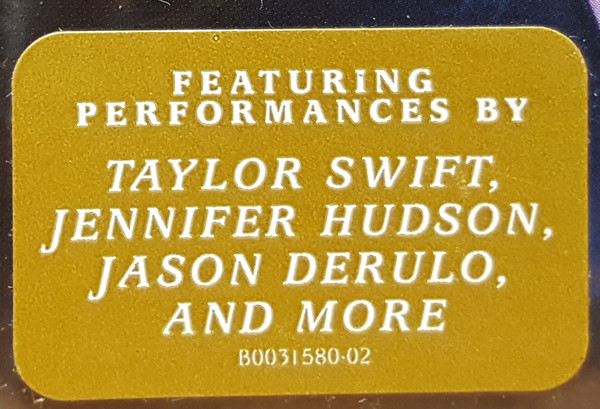 FEATURING
PERFORMANCES BY
TAYLOR SWIFT,
JENNIFER HUDSON,
JASON DERULO,
AND MORE
B0031580-02